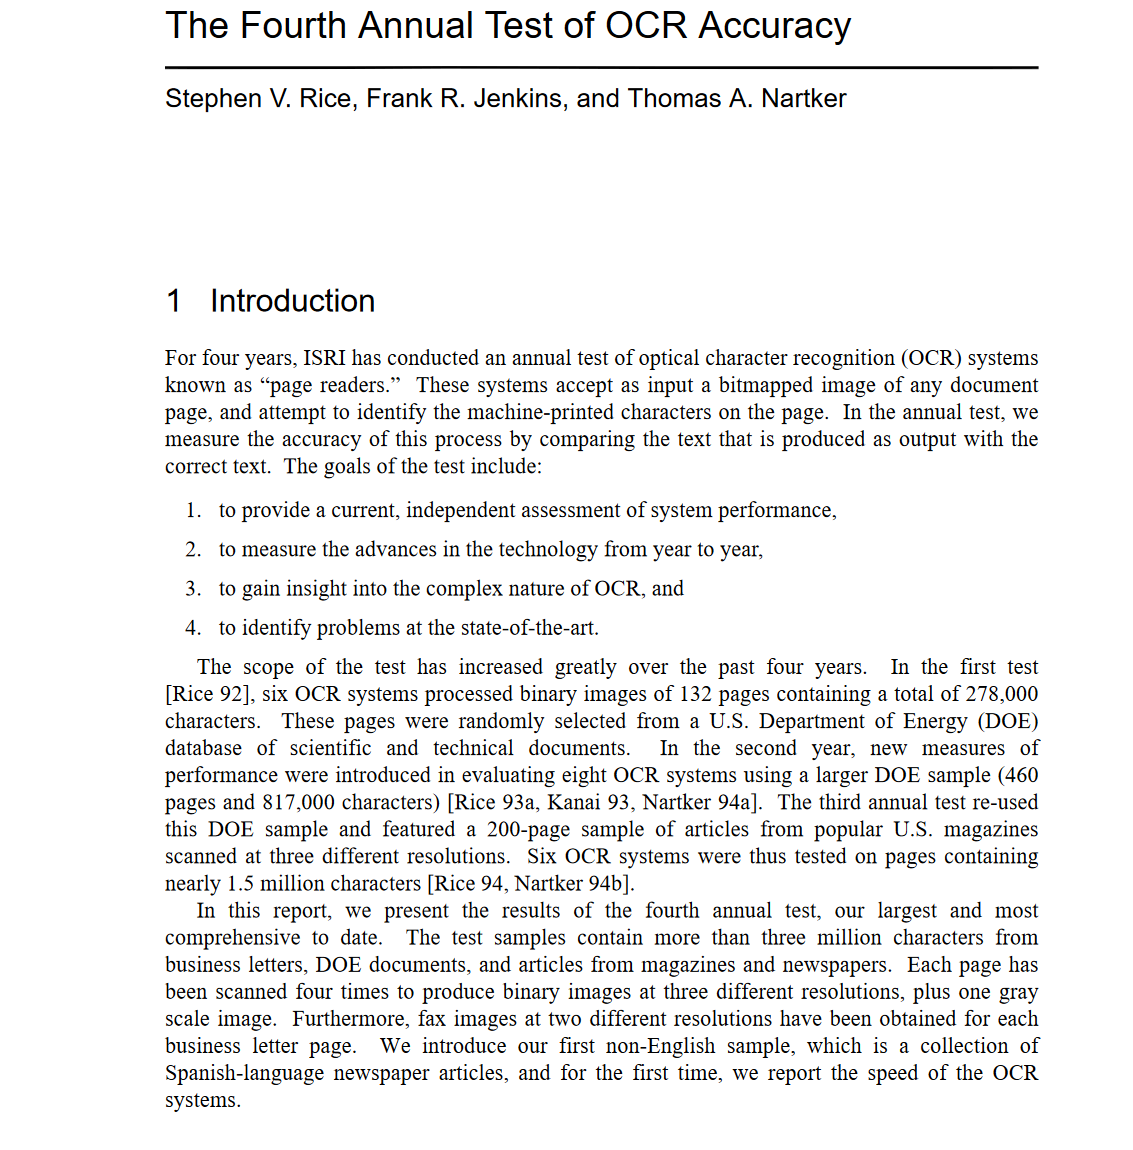 The Fourth Annual Test of OCR Accuracy
Stephen V. Rice, Frank R. Jenkins, and Thomas A. Nartker
1 Introduction
For four years, ISRI has conducted an annual test of optical character recognition (OCR) systems
known as “page readers.” These systems accept as input a bitmapped image of any document
page, and attempt to identify the machine-printed characters on the page. In the annual test, we
measure the accuracy of this process by comparing the text that is produced as output with the
correct text. The goals of the test include:
1. to provide a current, independent assessment of system performance,
2. to measure the advances in the technology from year to year,
3. to gain insight into the complex nature of OCR, and
4. to identify problems at the state-of-the-art.
The scope of the test has increased greatly over the past four years. In the first test
[Rice 92], six OCR systems processed binary images of 132 pages containing a total of 278,000
characters. These pages were randomly selected from a U.S. Department of Energy (DOE)
database of scientific and technical documents. In the second year, new measures of
performance were introduced in evaluating eight OCR systems using a larger DOE sample (460
pages and 817,000 characters) [Rice 93a, Kanai 93, Nartker 94a]. The third annual test re-used
this DOE sample and featured a 200-page sample of articles from popular U.S. magazines
scanned at three different resolutions. Six OCR systems were thus tested on pages containing
nearly 1.5 million characters [Rice 94, Nartker 94b].
In this report, we present the results of the fourth annual test, our largest and most
comprehensive to date. The test samples contain more than three million characters from
business letters, DOE documents, and articles from magazines and newspapers. Each page has
been scanned four times to produce binary images at three different resolutions, plus one gray
scale image. Furthermore, fax images at two different resolutions have been obtained for each
business letter page. We introduce our first non-English sample, which is a collection of
Spanish-language newspaper articles, and for the first time, we report the speed of the OCR
systems.